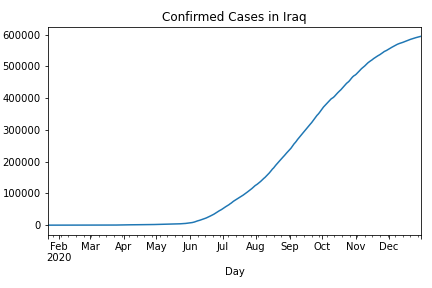 Confirmed Cases in Iraq
600000
500000
400000
300000
200000
100000
0
Feb Mar Apr May Jun Jul Aug Sep Oct Nov Dec
2020
Day